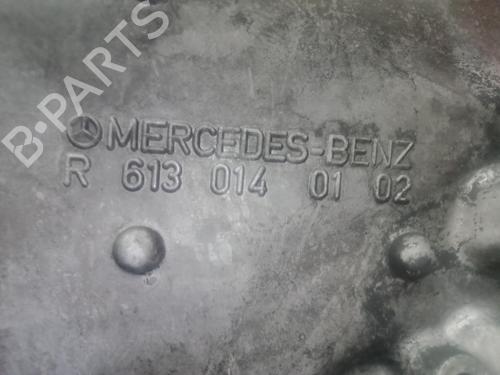 B-PARTS
MERCEDES-BENZ
R 613 014 01 02